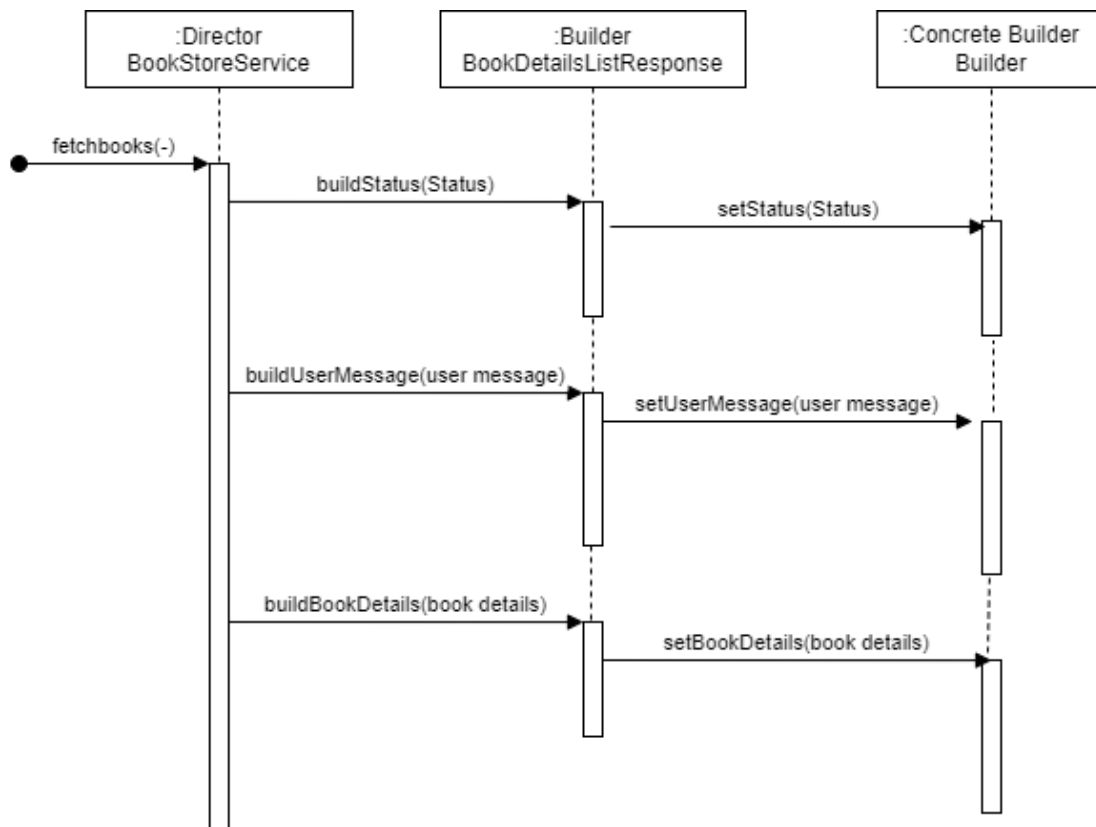 :Director
BookStoreService
:Builder
BookDetailsListResponse
:Concrete Builder
Builder
fetchbooks(-)
buildStatus(Status)
setStatus(Status)
buildUserMessage(user message)
setUserMessage(user message)
buildBookDetails(book details)
setBookDetails(book details)